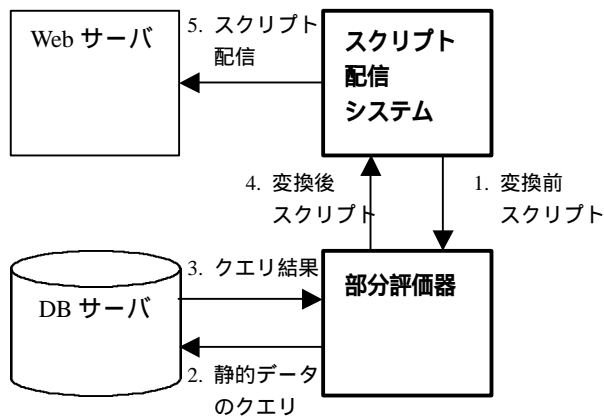 Web サーバ
5. スクリプト
配信
スクリプト
配信
システム
4. 変換後
スクリプト
1. 変換前
スクリプト
DB サーバ
3. クエリ結果
部分評価器
2. 静的データ
のクエリ